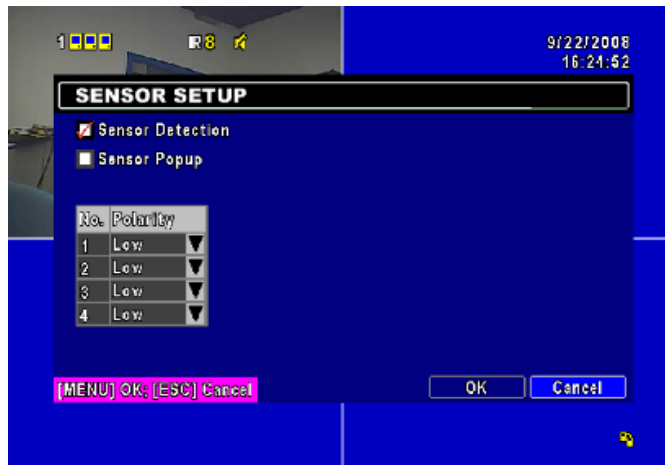 1 R8 9/22/2008
16:24:52
SENSOR SETUP
Sensor Detection
Sensor Popup
No. Polarity
1 Low
2 Low
3 Low
4 Low
[MENU] OK; [ESC] Cancel OK Cancel